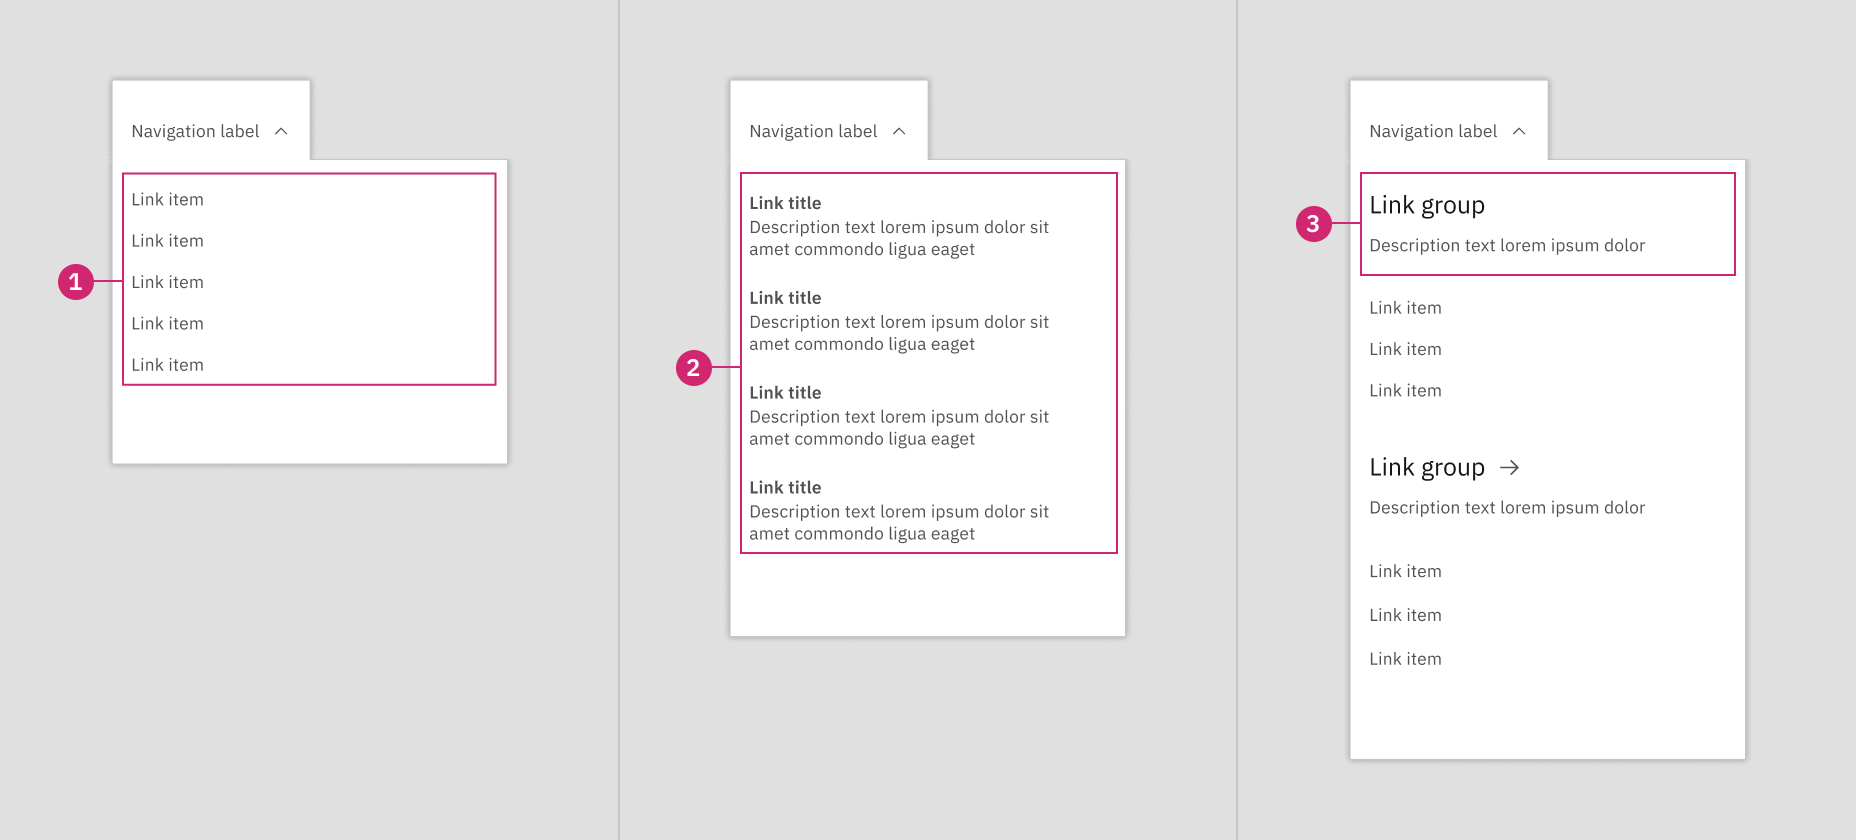 Navigation label
1
Link item
Link item
Link item
Link item
Link item
Navigation label
2
Link title
Description text lorem ipsum dolor sit
amet commondo ligua eaget
Link title
Description text lorem ipsum dolor sit
amet commondo ligua eaget
Link title
Description text lorem ipsum dolor sit
amet commondo ligua eaget
Link title
Description text lorem ipsum dolor sit
amet commondo ligua eaget
Navigation label
3
Link group
Description text lorem ipsum dolor
Link item
Link item
Link item
Link group →
Description text lorem ipsum dolor
Link item
Link item
Link item